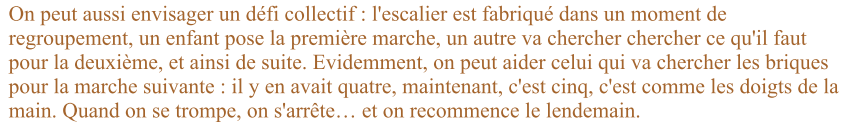 On peut aussi envisager un défi collectif : l'escalier est fabriqué dans un moment de
regroupement, un enfant pose la première marche, un autre va chercher chercher ce qu'il faut
pour la deuxième, et ainsi de suite. Evidemment, on peut aider celui qui va chercher les briques
pour la marche suivante : il y en avait quatre, maintenant, c'est cinq, c'est comme les doigts de la
main. Quand on se trompe, on s'arrête… et on recommence le lendemain.